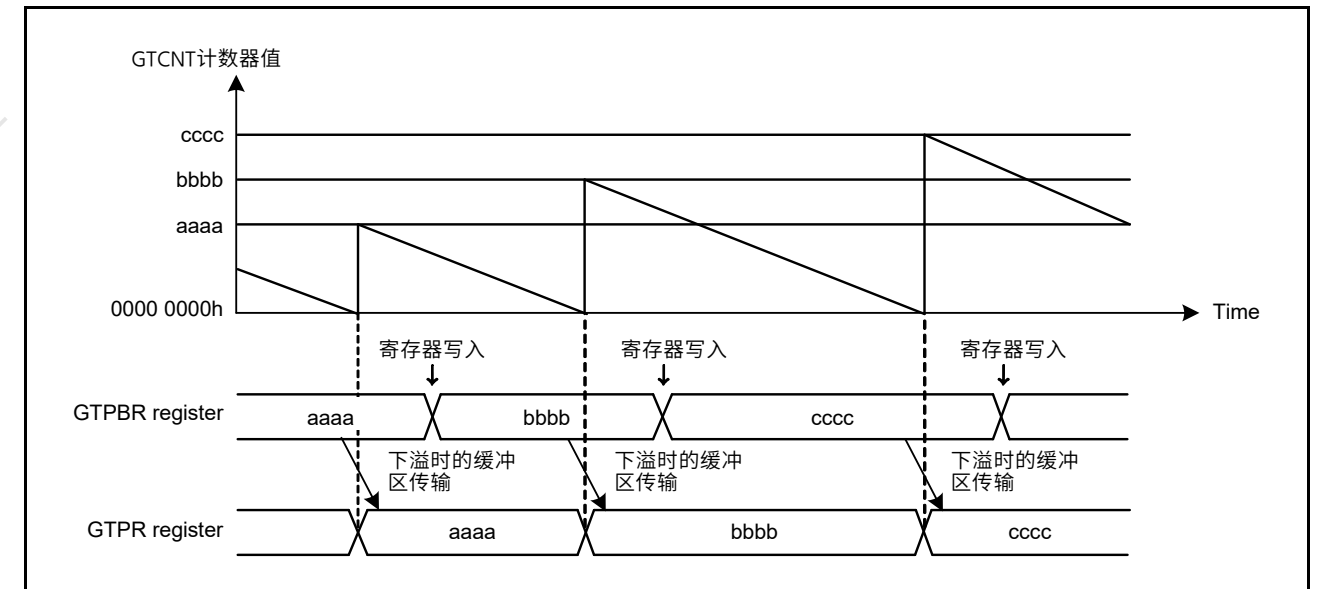 GTCNT计数器值
cccc
bbbb
aaaa
0000 0000h
Time
寄存器写入
寄存器写入
寄存器写入
GTPBR register
aaaa
bbbb
cccc
下溢时的缓冲
区传输
下溢时的缓冲
区传输
下溢时的缓冲
区传输
GTPR register
aaaa
bbbb
cccc